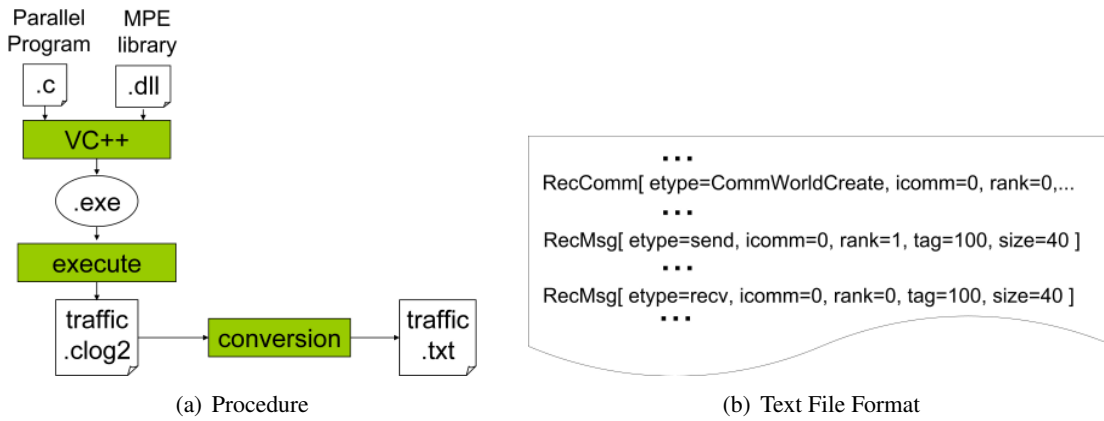 Parallel
Program
MPE
library
.c
.dll
VC++
.exe
execute
traffic
.clog2
conversion
traffic
.txt
(a) Procedure
...
RecComm[ etype=CommWorldCreate, icomm=0, rank=0,...
...
RecMsg[ etype=send, icomm=0, rank=1, tag=100, size=40 ]
...
RecMsg[ etype=recv, icomm=0, rank=0, tag=100, size=40 ]
...
(b) Text File Format